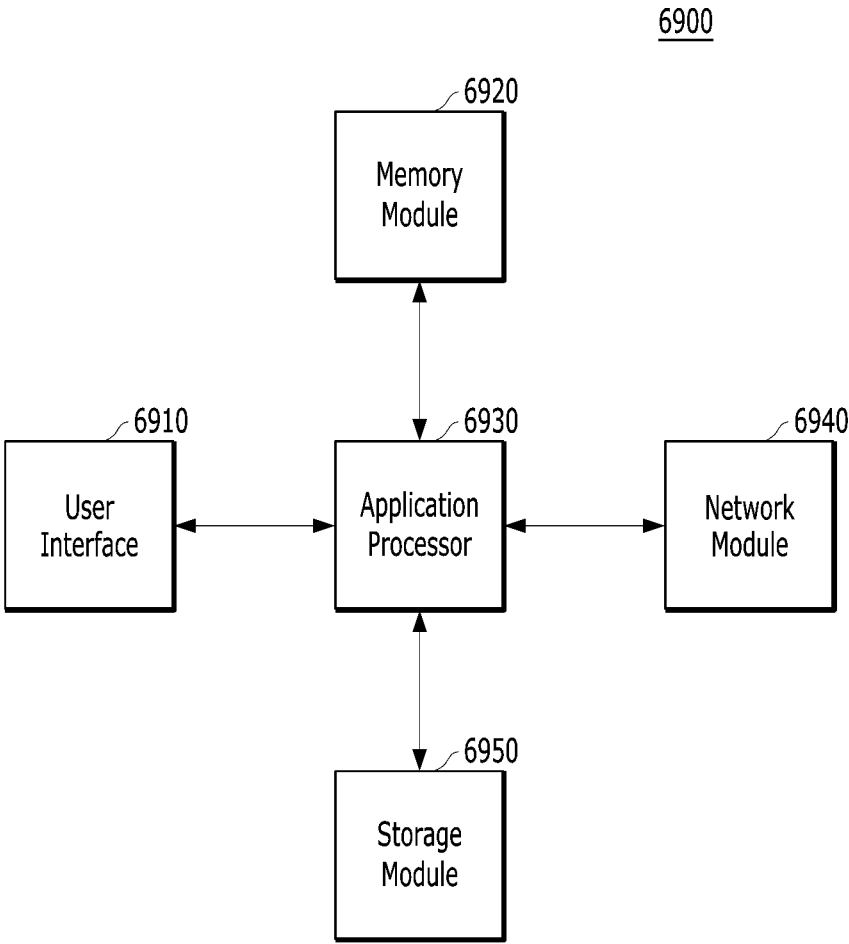 6900
6920
Memory
Module
6910
User
Interface
6930
Application
Processor
6940
Network
Module
6950
Storage
Module